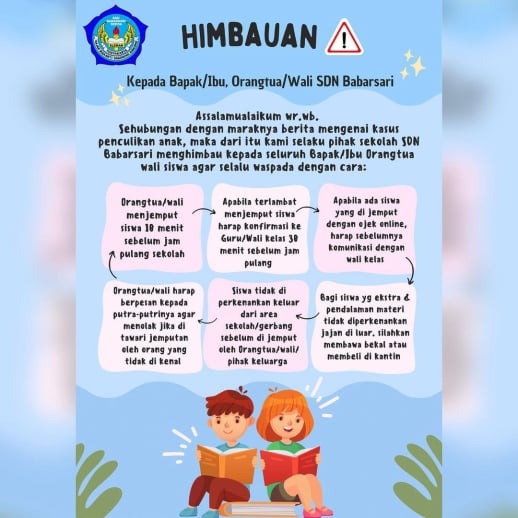 HIMBAUAN
Kepada Bapak/Ibu, Orangtua/Wali SDN Babarsari
Assalamualaikum wr.wb.
Sehubungan dengan maraknya berita mengenai kasus
penculikan anak, maka dari itu kami selaku pihak sekolah SDN
Babarsari menghimbau kepada seluruh Bapak/Ibu Orangtua
wali siswa agar selalu waspada dengan cara:
Orangtua/wali
menjemput
siswa 10 menit
sebelum jam
pulang sekolah
Apabila terlambat
menjemput siswa
harap konfirmasi ke
Guru/Wali kelas 30
menit sebelum jam
pulang
Apabila ada siswa
yang di jemput
dengan ojek online,
harap sebelumnya
komunikasi dengan
wali kelas
Orangtua/wali harap
berpesan kepada
putra-putrinya agar
menolak jika di
tawari jemputan
oleh orang yang
tidak di kenal
Siswa tidak di
perkenankan keluar
dari area
sekolah/gerbang
sebelum di jemput
oleh Orangtua/wali/
pihak keluarga
Bagi siswa yg ekstra &
pendalaman materi
tidak diperkenankan
jajan di luar. silahkan
membawa bekal atau
membeli di kantin